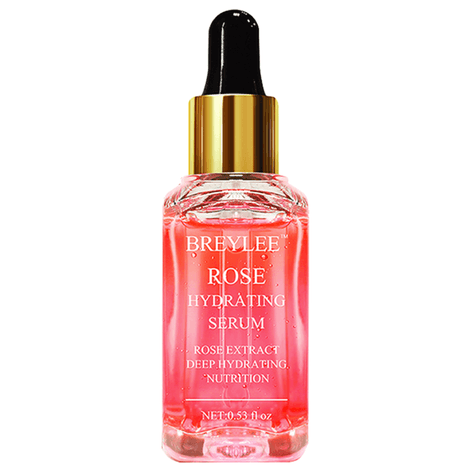 BREYLEE™
ROSE
HYDRATING
SERUM
ROSE EXTRACT
DEEP HYDRATING
NUTRITION
NET:0.53 fl oz